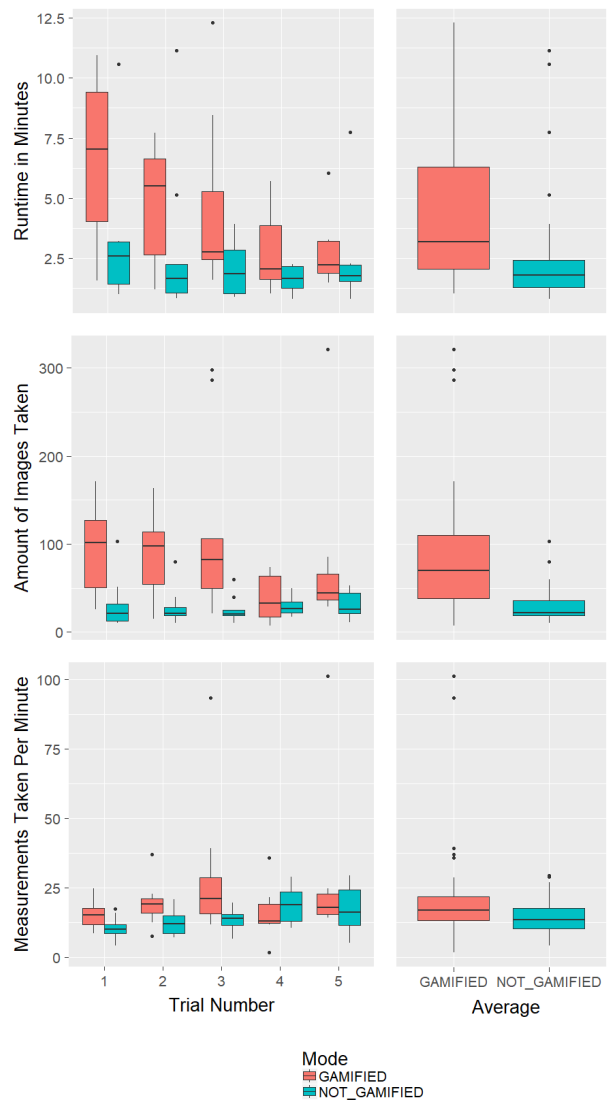 Runtime in Minutes
12.5
10.0
7.5
5.0
2.5
Amount of Images Taken
300
200
100
0
Measurements Taken Per Minute
100
75
50
25
0
1 2 3 4 5
GAMIFIED NOT_GAMIFIED
Trial Number
Average
Mode
GAMIFIED
NOT_GAMIFIED